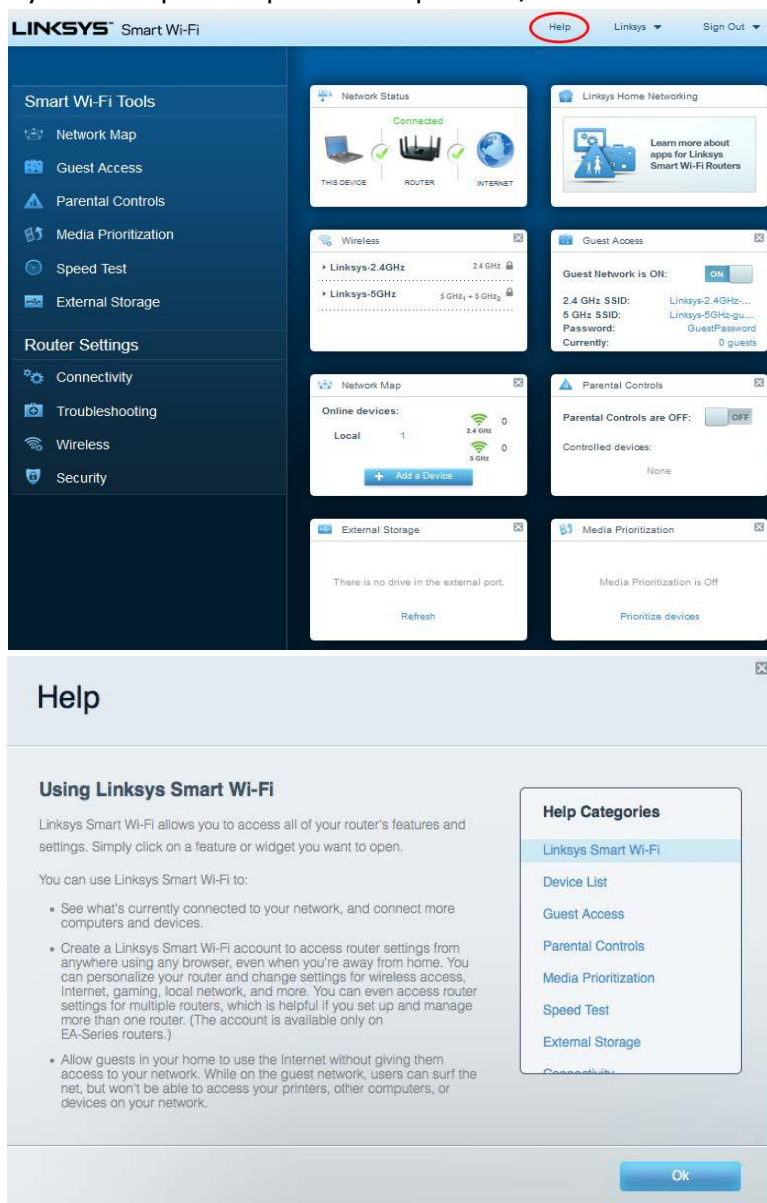 LINKSYS™ Smart Wi-Fi
Help
Linksys
Sign Out
Smart Wi-Fi Tools
Network Map
Guest Access
Parental Controls
Media Prioritization
Speed Test
External Storage
Router Settings
Connectivity
Troubleshooting
Wireless
Security
Network Status
Connected
THIS DEVICE ROUTER INTERNET
Linksys Home Networking
Learn more about
apps for Linksys
Smart Wi-Fi Routers
Wireless
Linksys-2.4GHz 2.4 GHz
Linksys-5GHz 5 GHz1 + 5 GHz2
Guest Access
Guest Network is ON: ON
2.4 GHz SSID: Linksys-2.4GHz-...
5 GHz SSID: Linksys-5GHz-gu...
Password: GuestPassword
Currently: 0 guests
Network Map
Online devices:
0
2.4 GHz
Local 1
0
5 GHz
+ Add a Device
Parental Controls
Parental Controls are OFF: OFF
Controlled devices:
None
External Storage
There is no drive in the external port.
Refresh
Media Prioritization
Media Prioritization is Off
Prioritize devices
Help
Using Linksys Smart Wi-Fi
Linksys Smart Wi-Fi allows you to access all of your router's features and
settings. Simply click on a feature or widget you want to open.
You can use Linksys Smart Wi-Fi to:
• See what's currently connected to your network, and connect more
computers and devices.
• Create a Linksys Smart Wi-Fi account to access router settings from
anywhere using any browser, even when you're away from home. You
can personalize your router and change settings for wireless access,
Internet, gaming, local network, and more. You can even access router
settings for multiple routers, which is helpful if you set up and manage
more than one router. (The account is available only on
EA-Series routers.)
• Allow guests in your home to use the Internet without giving them
access to your network. While on the guest network, users can surf the
net, but won't be able to access your printers, other computers, or
devices on your network.
Help Categories
Linksys Smart Wi-Fi
Device List
Guest Access
Parental Controls
Media Prioritization
Speed Test
External Storage
Connectivity
Ok